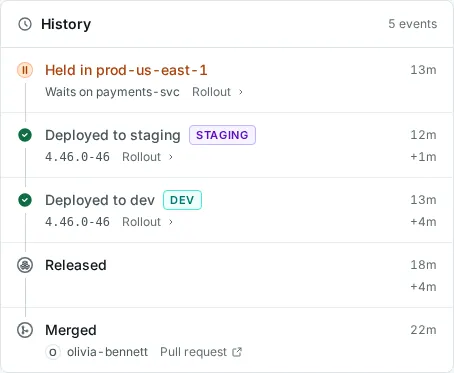 History 5 events
Held in prod-us-east-1 13m
Waits on payments-svc Rollout ›
Deployed to staging STAGING 12m
4.46.0-46 Rollout › +1m
Deployed to dev DEV 13m
4.46.0-46 Rollout › +4m
Released 18m
+4m
Merged 22m
O olivia-bennett Pull request